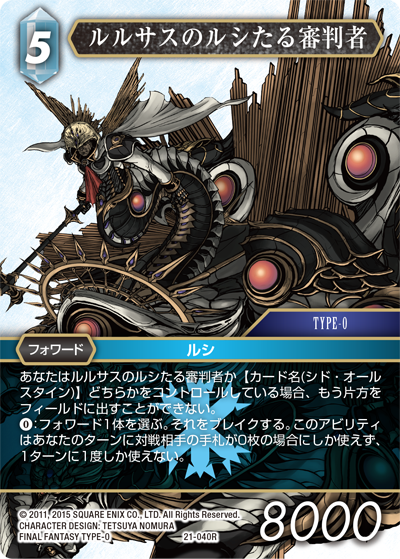 5
ルルサスのルシたる審判者
TYPE-0
フォワード
ルシ
あなたはルルサスのルシたる審判者か【カード名(シド・オール
スタイン)】どちらかをコントロールしている場合、もう片方を
フィールドに出すことができない。
0：フォワード1体を選ぶ。それをブレイクする。このアビリティ
はあなたのターンに対戦相手の手札が0枚の場合にしか使えず、
1ターンに1度しか使えない。
© 2011, 2015 SQUARE ENIX CO., LTD. All Rights Reserved.
CHARACTER DESIGN: TETSUYA NOMURA
FINAL FANTASY TYPE-0
21-040R
8000